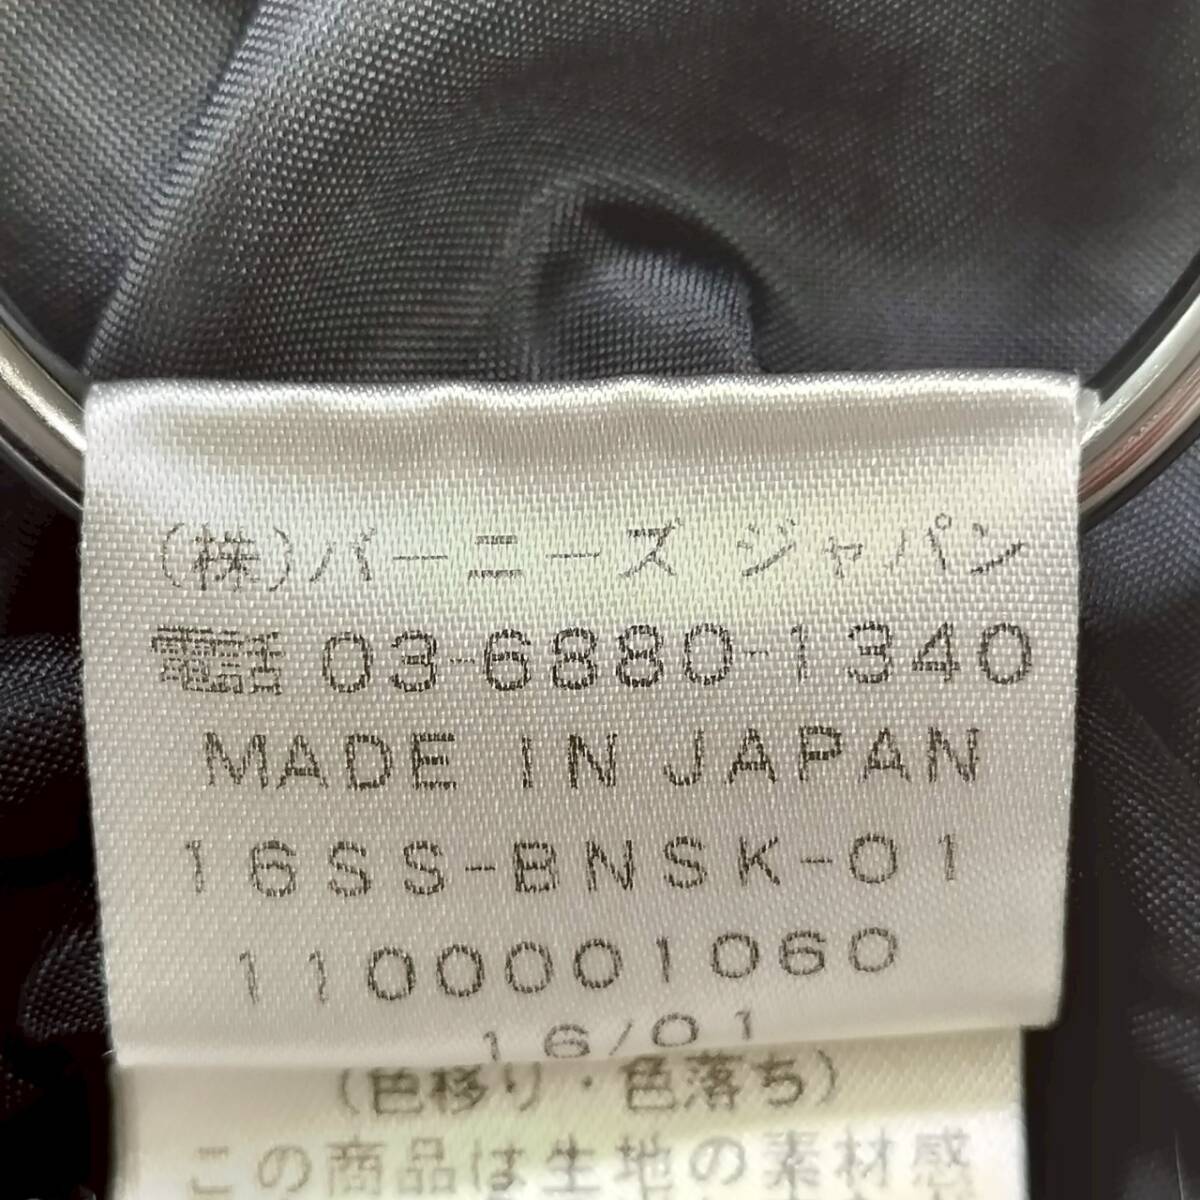 (株)バーニーズ ジャパン
電話 03-6880-1340
MADE IN JAPAN
16SS-BNSK-01
1100001060
16/01
(色移り・色落ち)
この商品は生地の素材感